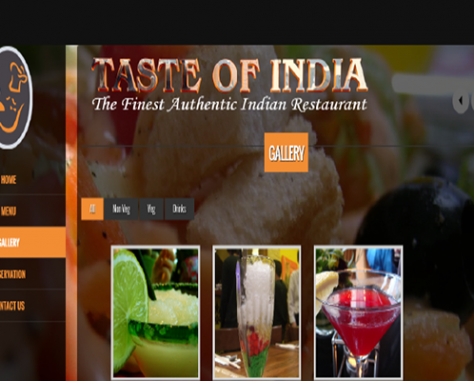 TASTE OF INDIA
The Finest Authentic Indian Restaurant
GALLERY
HOME
MENU
GALLERY
SERVATION
NTACT US
All
Non-Veg
Veg
Drinks